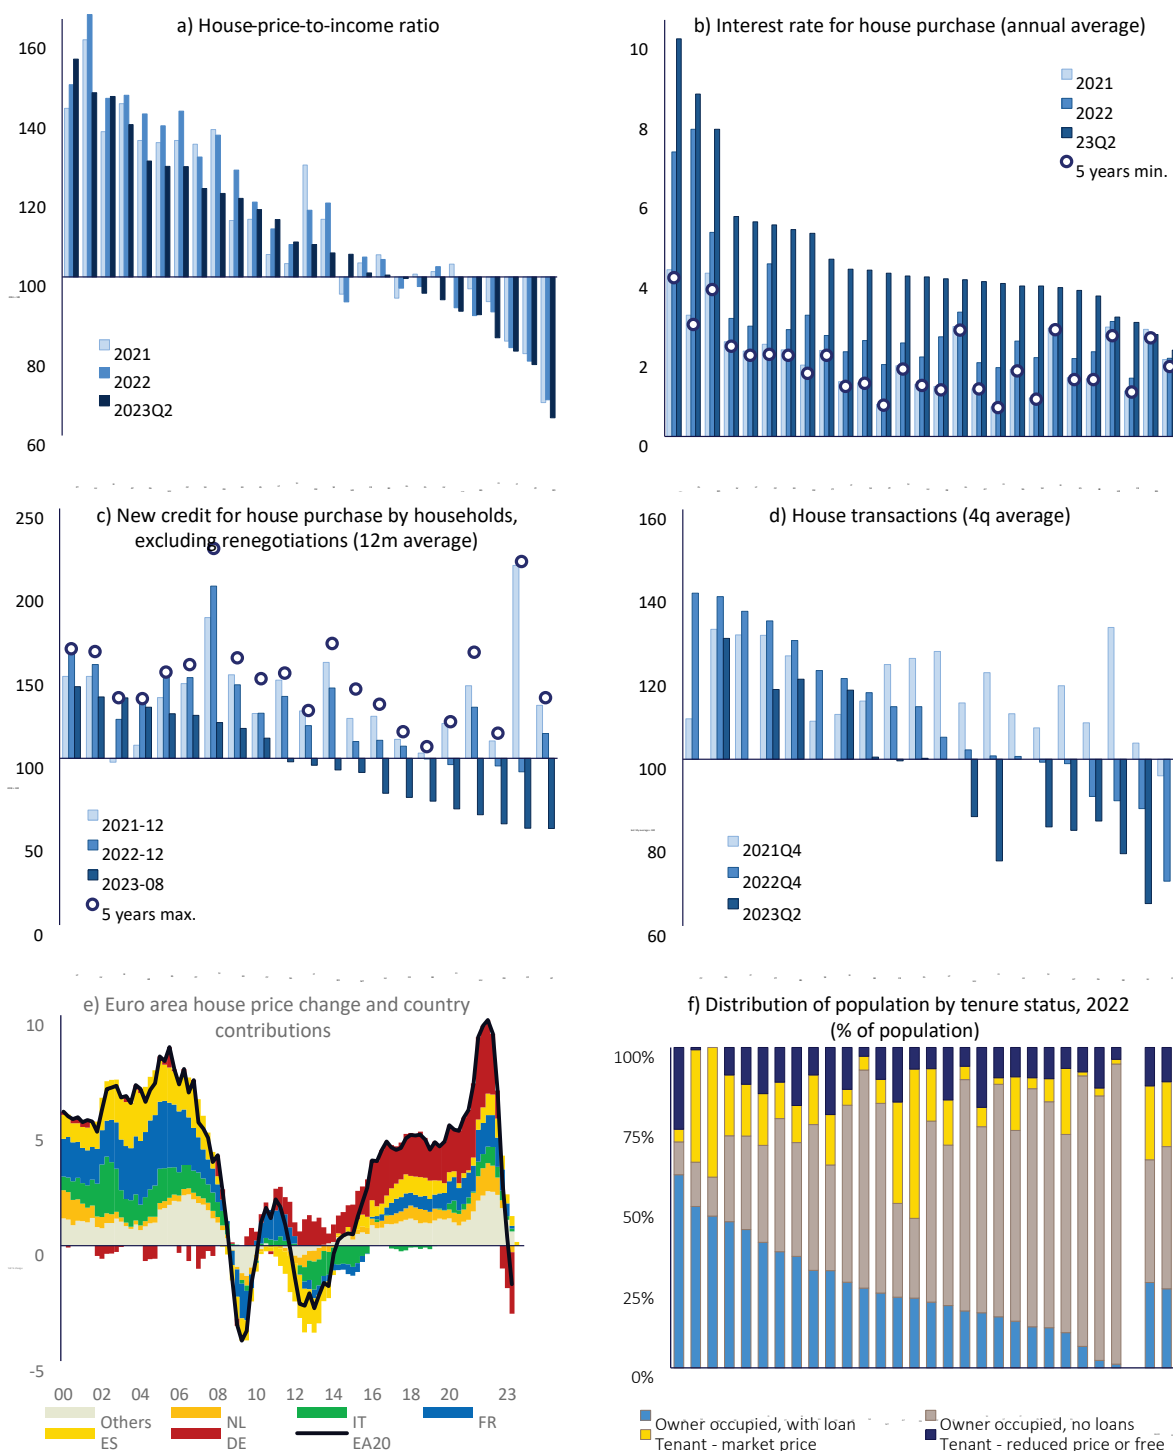 a) House-price-to-income ratio
160
140
120
100
80
60
2021
2022
2023Q2
b) Interest rate for house purchase (annual average)
10
8
6
4
2
0
2021
2022
23Q2
5 years min.
c) New credit for house purchase by households,
excluding renegotiations (12m average)
250
200
150
100
50
0
2021-12
2022-12
2023-08
5 years max.
d) House transactions (4q average)
160
140
120
100
80
60
2021Q4
2022Q4
2023Q2
e) Euro area house price change and country
contributions
10
5
0
-5
00 02 04 06 08 10 12 14 16 18 20 23
Others NL IT FR
ES DE EA20
f) Distribution of population by tenure status, 2022
(% of population)
100%
75%
50%
25%
0%
Owner occupied, with loan Owner occupied, no loans
Tenant - market price Tenant - reduced price or free